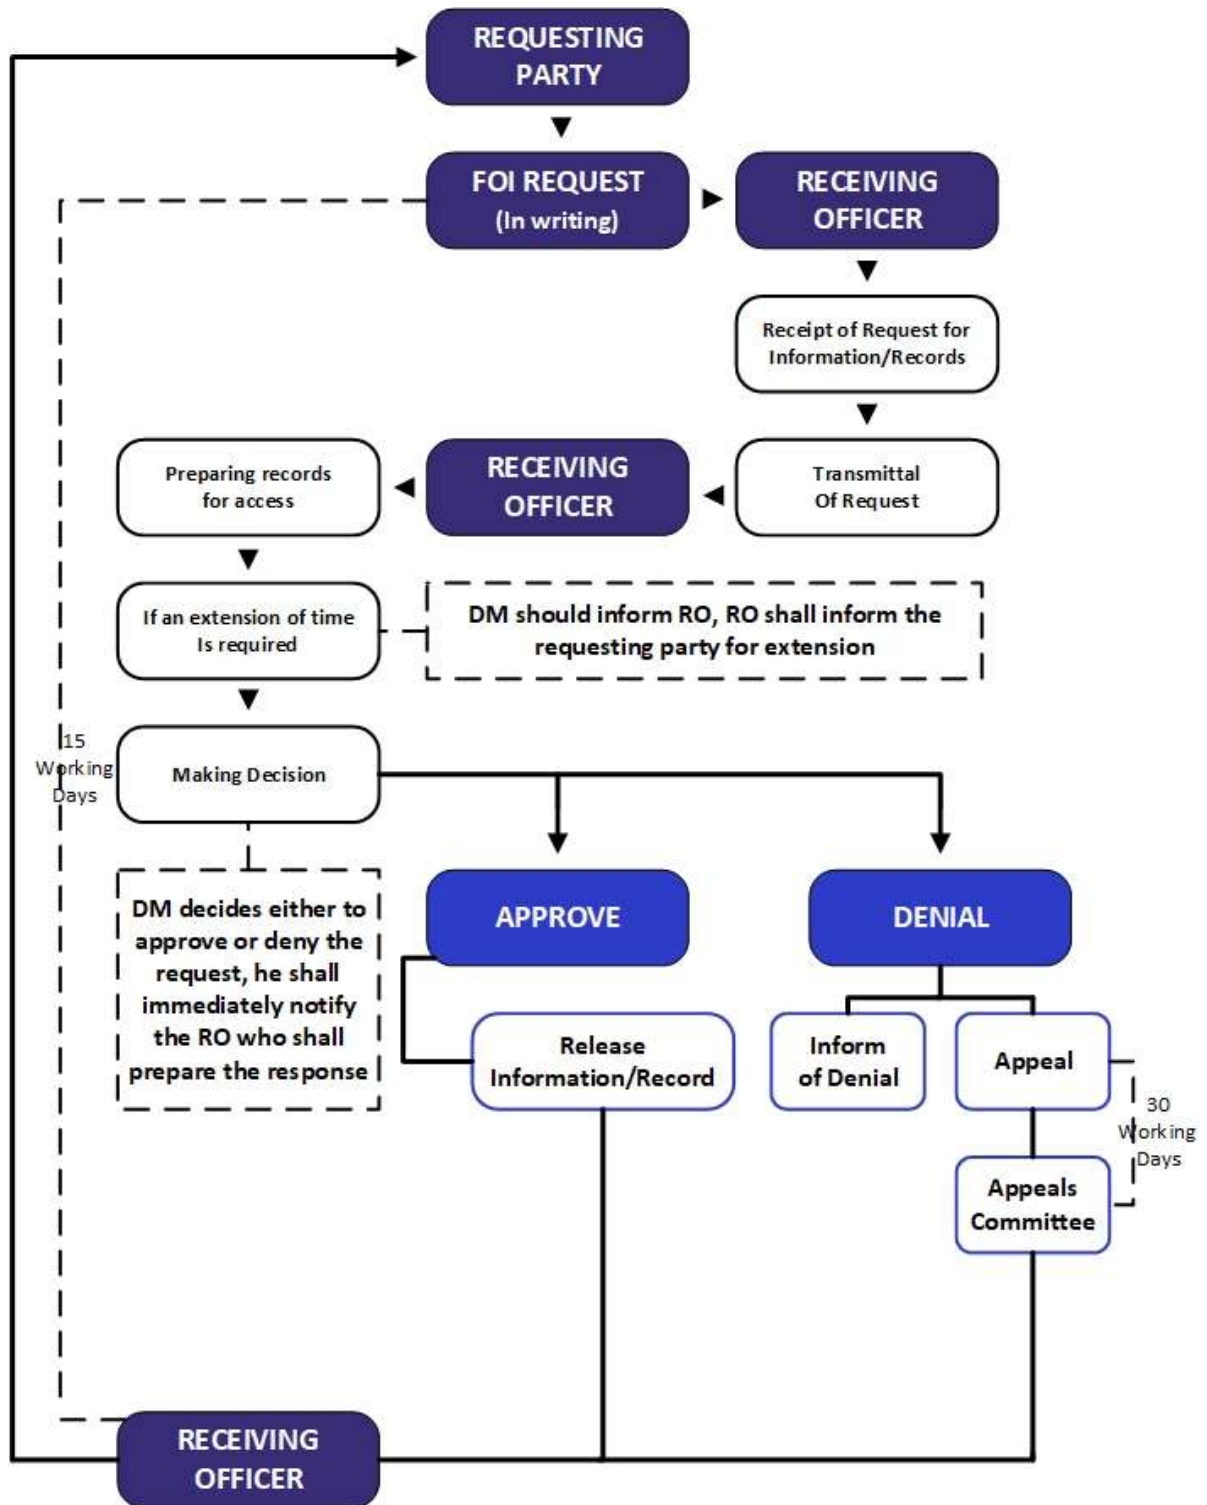 REQUESTING
PARTY
FOI REQUEST
(In writing)
RECEIVING
OFFICER
Receipt of Request for
Information/Records
Transmittal
Of Request
RECEIVING
OFFICER
Preparing records
for access
If an extension of time
Is required
DM should inform RO, RO shall inform the
requesting party for extension
15
Working
Days
Making Decision
DM decides either to
approve or deny the
request, he shall
immediately notify
the RO who shall
prepare the response
APPROVE
DENIAL
Release
Information/Record
Inform
of Denial
Appeal
30
Working
Days
Appeals
Committee
RECEIVING
OFFICER